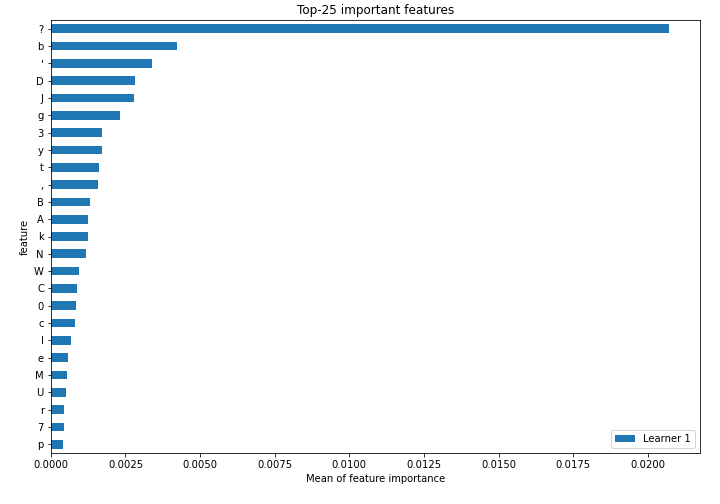 Top-25 important features
?
b
'
D
J
g
3
y
t
,
B
A
k
N
W
C
0
c
l
e
M
U
r
7
p
feature
0.0000 0.0025 0.0050 0.0075 0.0100 0.0125 0.0150 0.0175 0.0200
Mean of feature importance
Learner 1